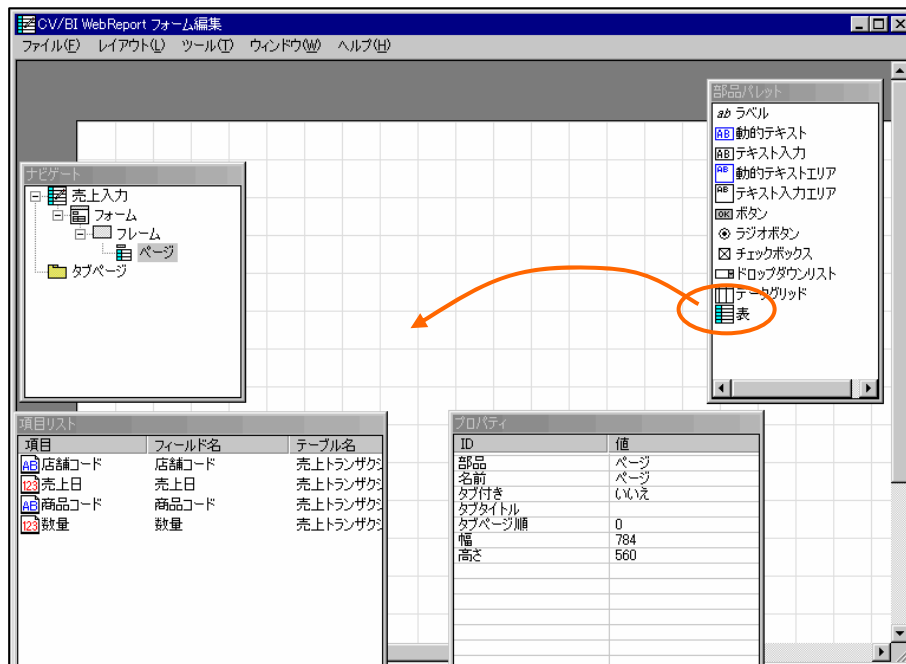 CV/BI WebReport フォーム編集
ファイル(F) レイアウト(L) ツール(T) ウィンドウ(W) ヘルプ(H)
部品パレット
ab ラベル
AB 動的テキスト
AB テキスト入力
AB 動的テキストエリア
AB テキスト入力エリア
OK ボタン
ラジオボタン
チェックボックス
ドロップダウンリスト
データグリッド
表
ナビゲート
売上入力
フォーム
フレーム
ページ
タブページ
項目リスト
項目 フィールド名 テーブル名
AB 店舗コード 店舗コード 売上トランザクシ
123 売上日 売上日 売上トランザクシ
AB 商品コード 商品コード 売上トランザクシ
123 数量 数量 売上トランザクシ
プロパティ
ID 値
部品 ページ
名前 ページ
タブ付き いいえ
タブタイトル
タブページ順 0
幅 784
高さ 560